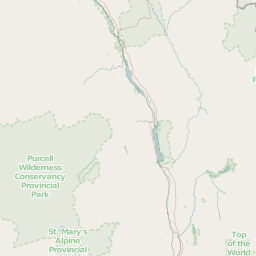 Purcell
Wilderness
Conservancy
Provincial
Park
St. Mary's
Alpine
Provincial
Top
of the
World